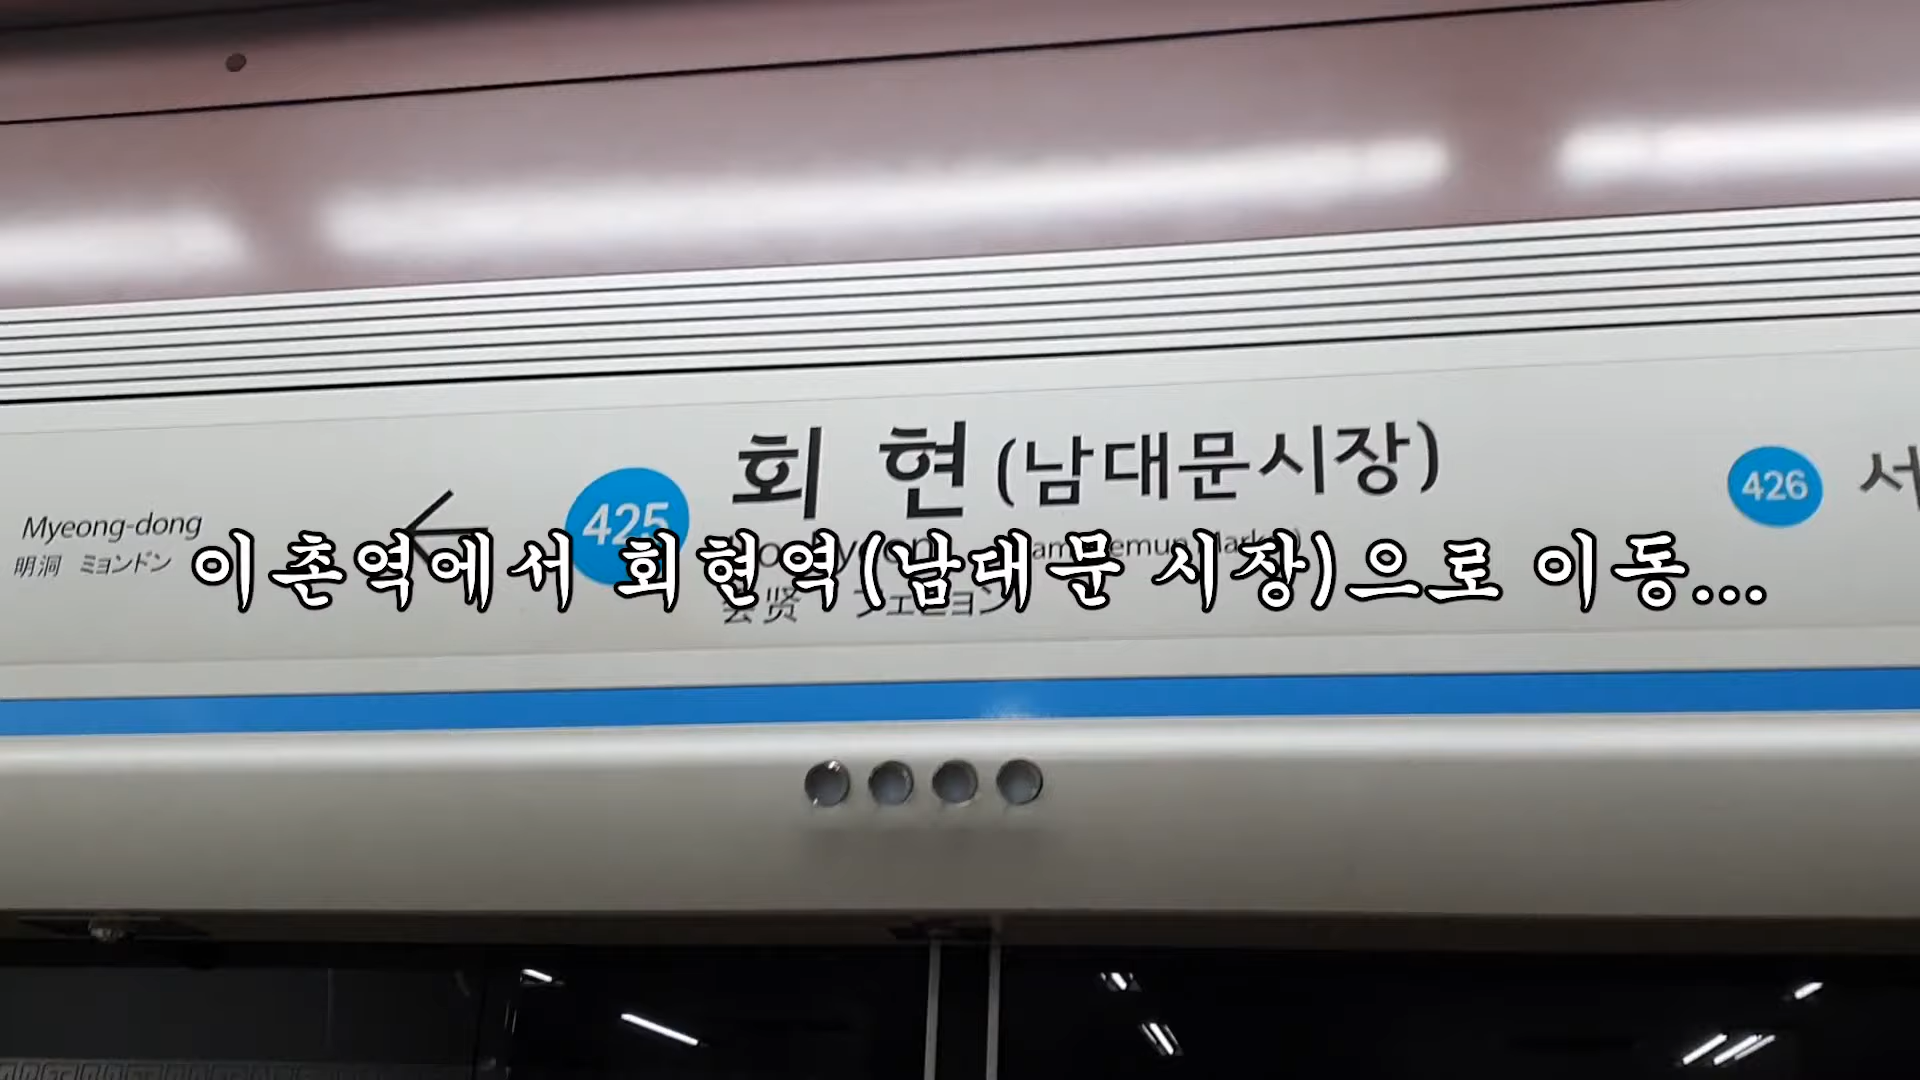 회 현 (남대문시장)
425
426
서
Myeong-dong
明洞 ミョンドン
이촌역에서 회현역(남대문 시장)으로 이동...